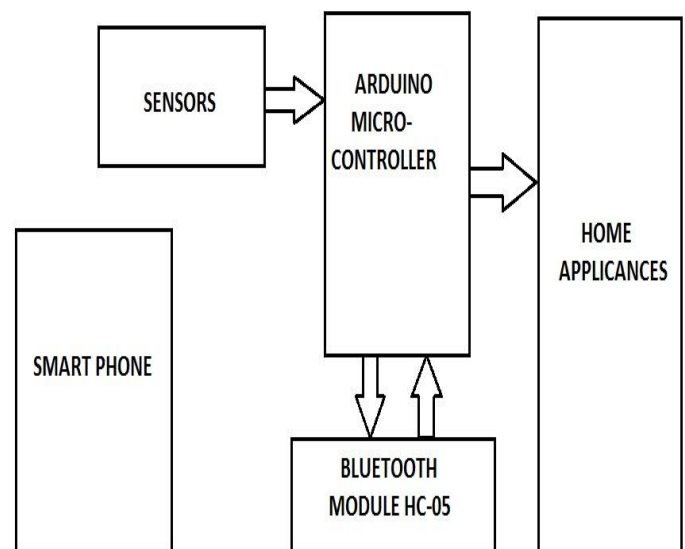 SENSORS
ARDUINO
MICRO-
CONTROLLER
HOME
APPLICANCES
SMART PHONE
BLUETOOTH
MODULE HC-05